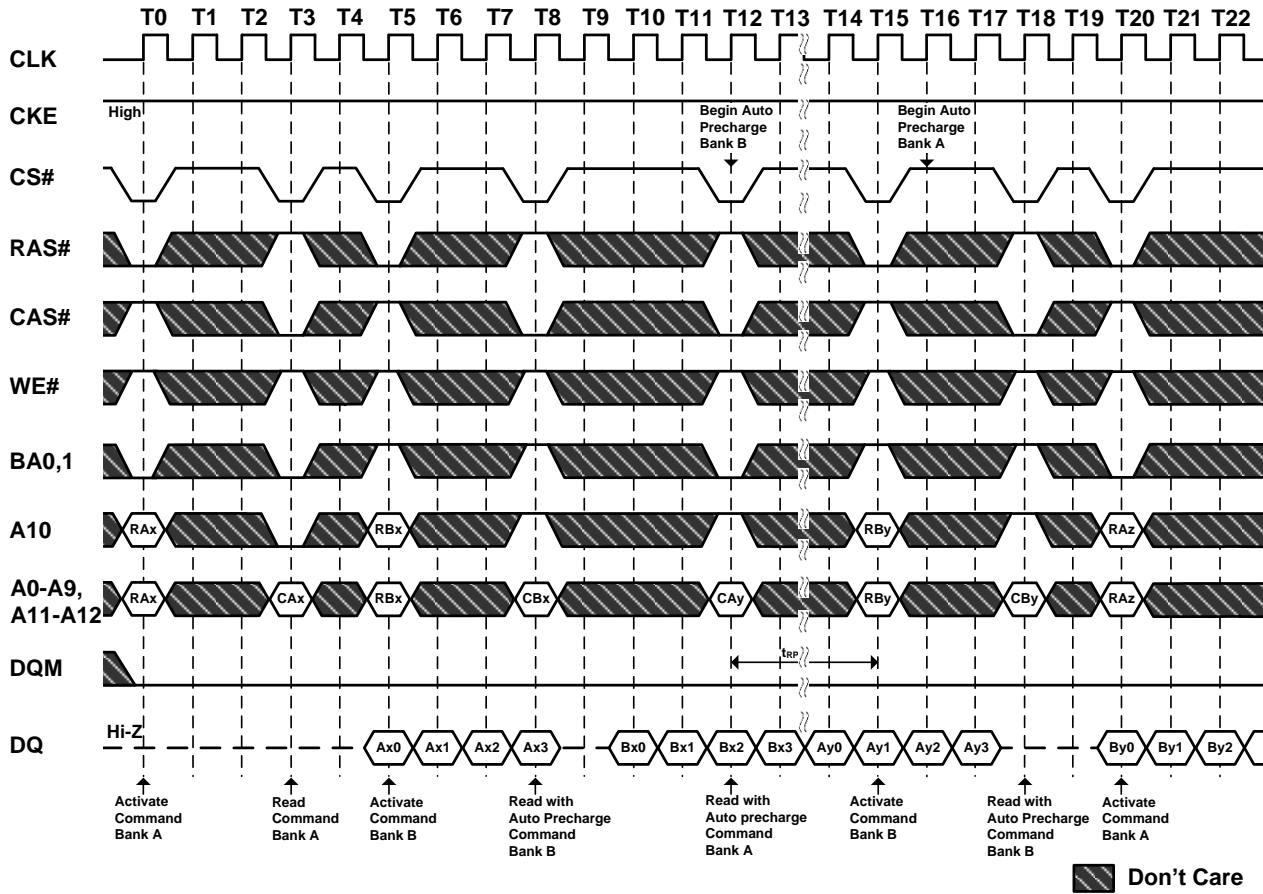 T0 T1 T2 T3 T4 T5 T6 T7 T8 T9 T10 T11 T12 T13 T14 T15 T16 T17 T18 T19 T20 T21 T22
CLK
CKE
High
Begin Auto
Precharge
Bank B
Begin Auto
Precharge
Bank A
CS#
RAS#
CAS#
WE#
BA0,1
A10
RAx RBx RBy RAz
A0-A9,
A11-A12
RAx CAx RBx CBx CAy RBy CBy RAz
DQM
tRP
DQ
Hi-Z
Ax0 Ax1 Ax2 Ax3 Bx0 Bx1 Bx2 Bx3 Ay0 Ay1 Ay2 Ay3 By0 By1 By2
Activate
Command
Bank A
Read
Command
Bank A
Activate
Command
Bank B
Read with
Auto Precharge
Command
Bank B
Read with
Auto precharge
Command
Bank A
Activate
Command
Bank B
Read with
Auto Precharge
Command
Bank B
Activate
Command
Bank A
Don't Care